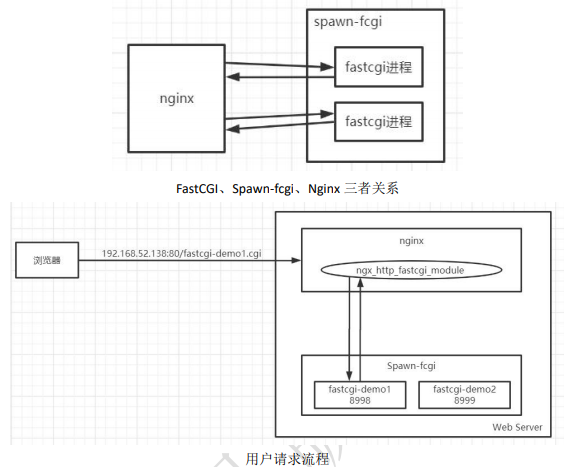 spawn-fcgi
nginx
fastcgi进程
fastcgi进程
FastCGI、Spawn-fcgi、Nginx 三者关系
浏览器
192.168.52.138:80/fastcgi-demo1.cgi
nginx
ngx_http_fastcgi_module
Spawn-fcgi
fastcgi-demo1
8998
fastcgi-demo2
8999
Web Server
用户请求流程